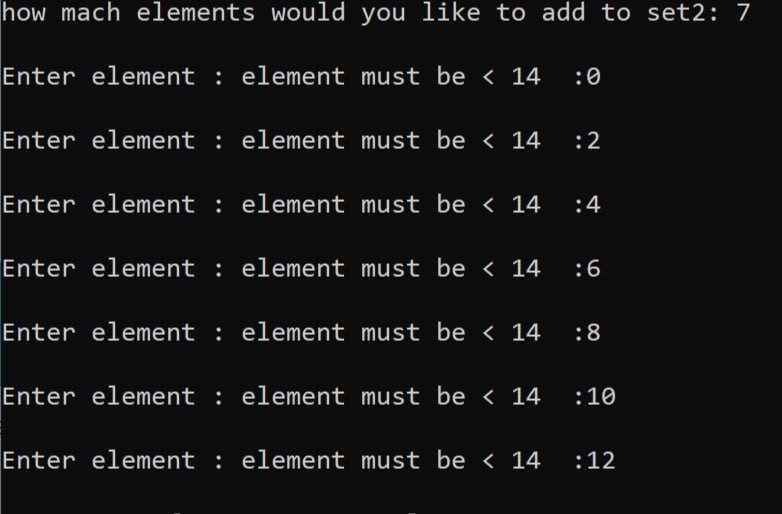 how mach elements would you like to add to set2: 7
Enter element : element must be < 14  :0
Enter element : element must be < 14  :2
Enter element : element must be < 14  :4
Enter element : element must be < 14  :6
Enter element : element must be < 14  :8
Enter element : element must be < 14  :10
Enter element : element must be < 14  :12